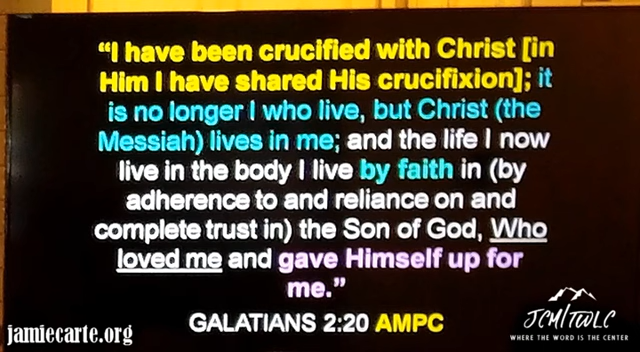 “I have been crucified with Christ [in
Him I have shared His crucifixion]; it
is no longer I who live, but Christ (the
Messiah) lives in me; and the life I now
live in the body I live by faith in (by
adherence to and reliance on and
complete trust in) the Son of God, Who
loved me and gave Himself up for
me.”
GALATIANS 2:20 AMPC
jamiecarte.org
JCM/TWLC
WHERE THE WORD IS THE CENTER